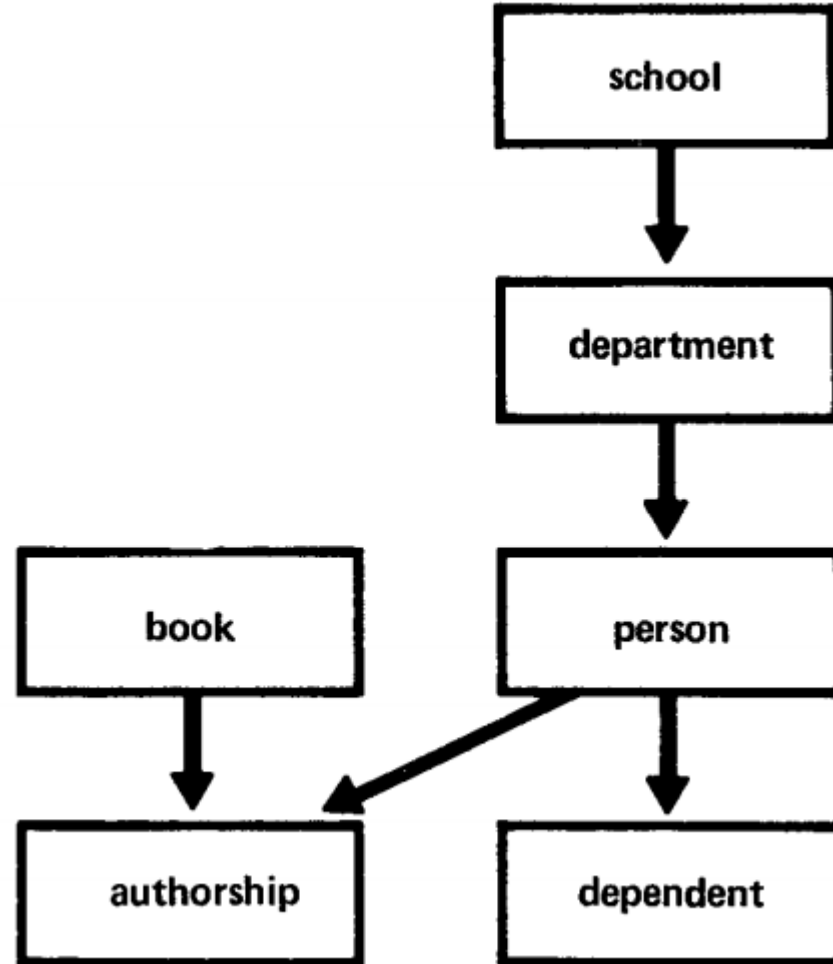 school
department
book
person
authorship
dependent